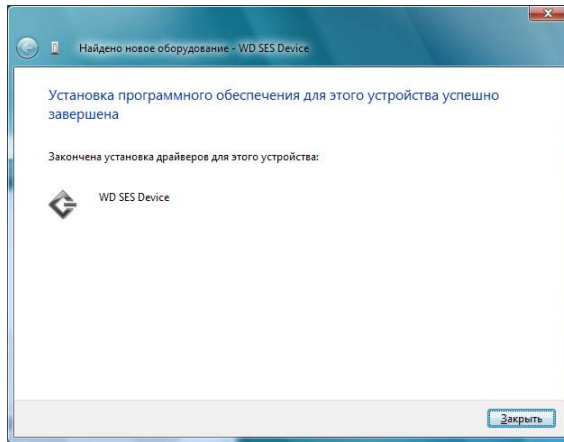 Найдено новое оборудование - WD SES Device
Установка программного обеспечения для этого устройства успешно
завершена
Закончена установка драйверов для этого устройства:
WD SES Device
Закрыть